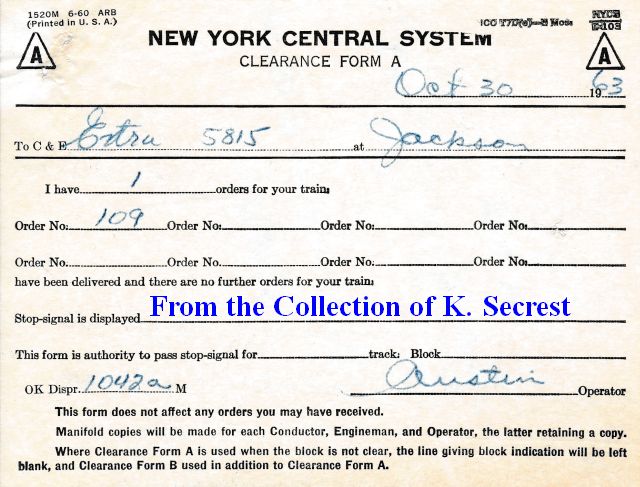 1520M 6-60 ARB
(Printed in U. S. A.)
NYCS
A
A
NEW YORK CENTRAL SYSTEM
CLEARANCE FORM A
Oct 30 1963
To C & E Extra 5815 at Jackson
I have 1 orders for your train:
Order No: 109 Order No: Order No: Order No:
Order No. Order No. Order No. Order No:
have been delivered and there are no further orders for your train:
From the Collection of K. Secrest
Stop-signal is displayed
This form is authority to pass stop-signal for track: Block
OK Dispr. 1042a M Austin Operator
This form does not affect any orders you may have received.
Manifold copies will be made for each Conductor, Engineman, and Operator, the latter retaining a copy.
Where Clearance Form A is used when the block is not clear, the line giving block indication will be left
blank, and Clearance Form B used in addition to Clearance Form A.